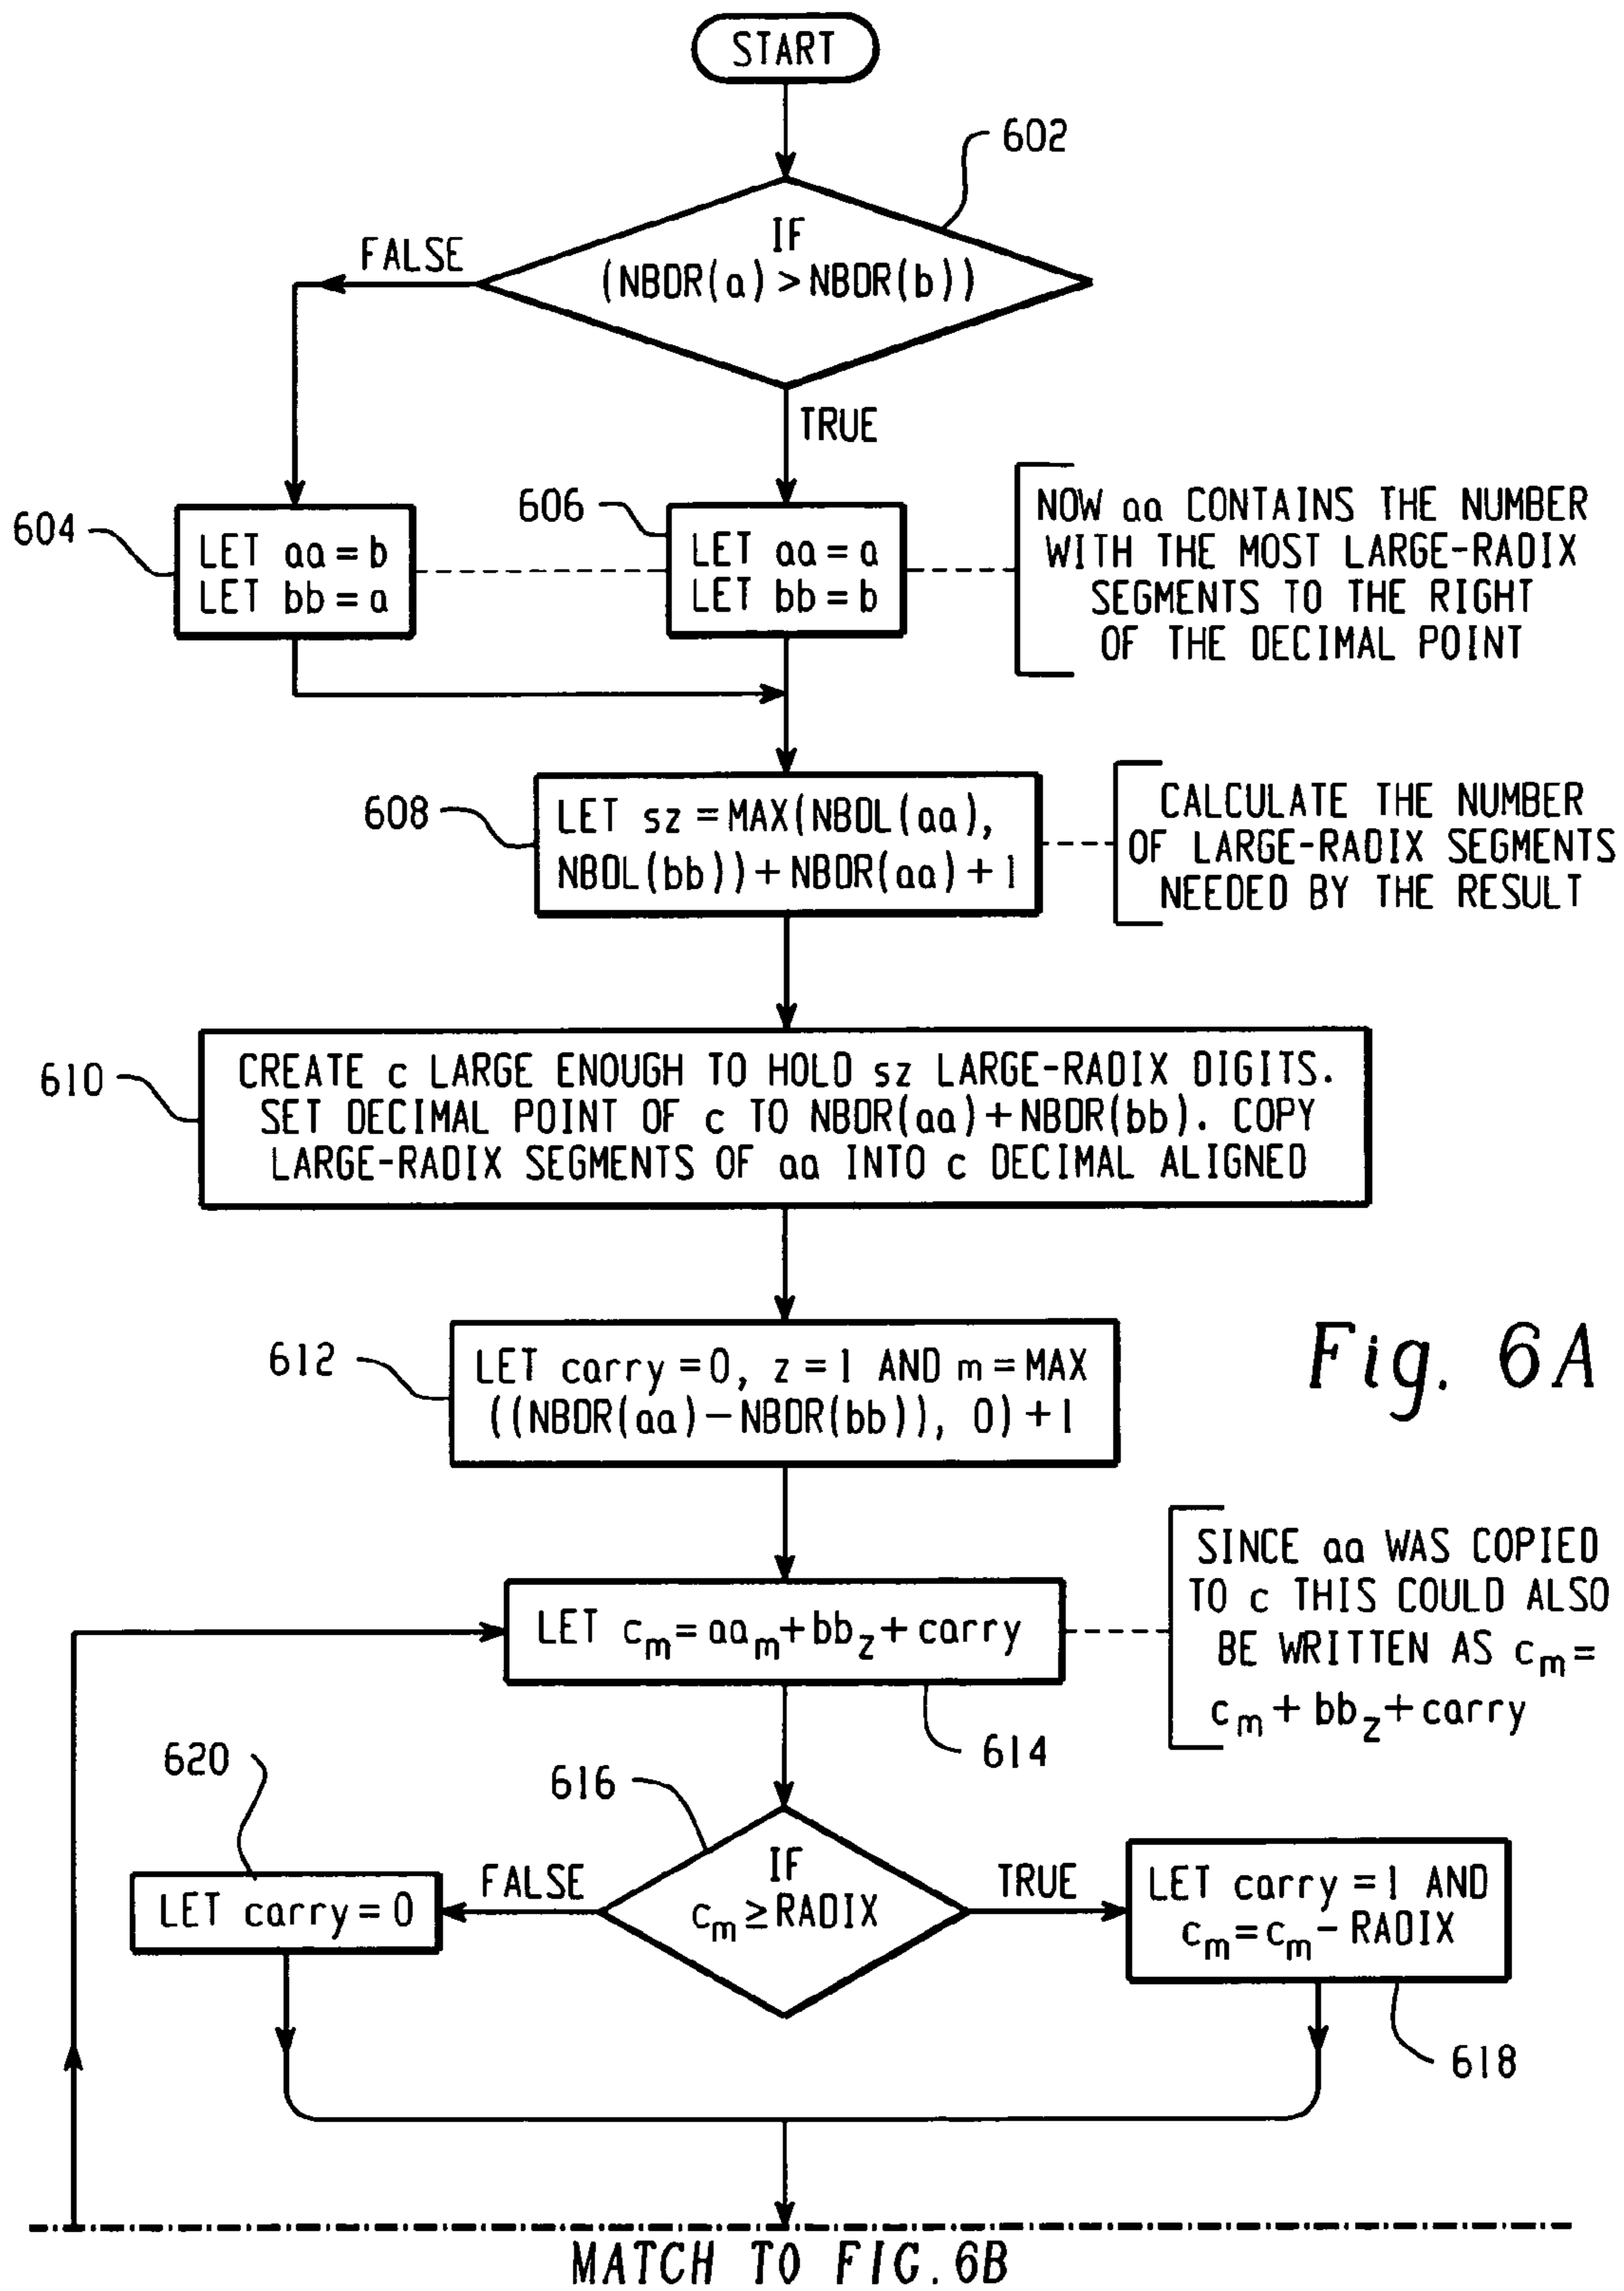 START
602
IF
(NBDR(a) > NBDR(b))
FALSE
TRUE
604
LET aa = b
LET bb = a
606
LET aa = a
LET bb = b
NOW aa CONTAINS THE NUMBER
WITH THE MOST LARGE-RADIX
SEGMENTS TO THE RIGHT
OF THE DECIMAL POINT
608
LET sz = MAX(NBDL(aa),
NBDL(bb)) + NBDR(aa) + 1
CALCULATE THE NUMBER
OF LARGE-RADIX SEGMENTS
NEEDED BY THE RESULT
610
CREATE c LARGE ENOUGH TO HOLD sz LARGE-RADIX DIGITS.
SET DECIMAL POINT OF c TO NBDR(aa) + NBDR(bb). COPY
LARGE-RADIX SEGMENTS OF aa INTO c DECIMAL ALIGNED
612
LET carry = 0, z = 1 AND m = MAX
((NBDR(aa) – NBDR(bb)), 0) + 1
Fig. 6A
LET cₘ = aaₘ + bb_z + carry
614
SINCE aa WAS COPIED
TO c THIS COULD ALSO
BE WRITTEN AS cₘ =
cₘ + bb_z + carry
616
IF
cₘ ≥ RADIX
FALSE
TRUE
620
LET carry = 0
LET carry = 1 AND
cₘ = cₘ – RADIX
618
MATCH TO FIG. 6B